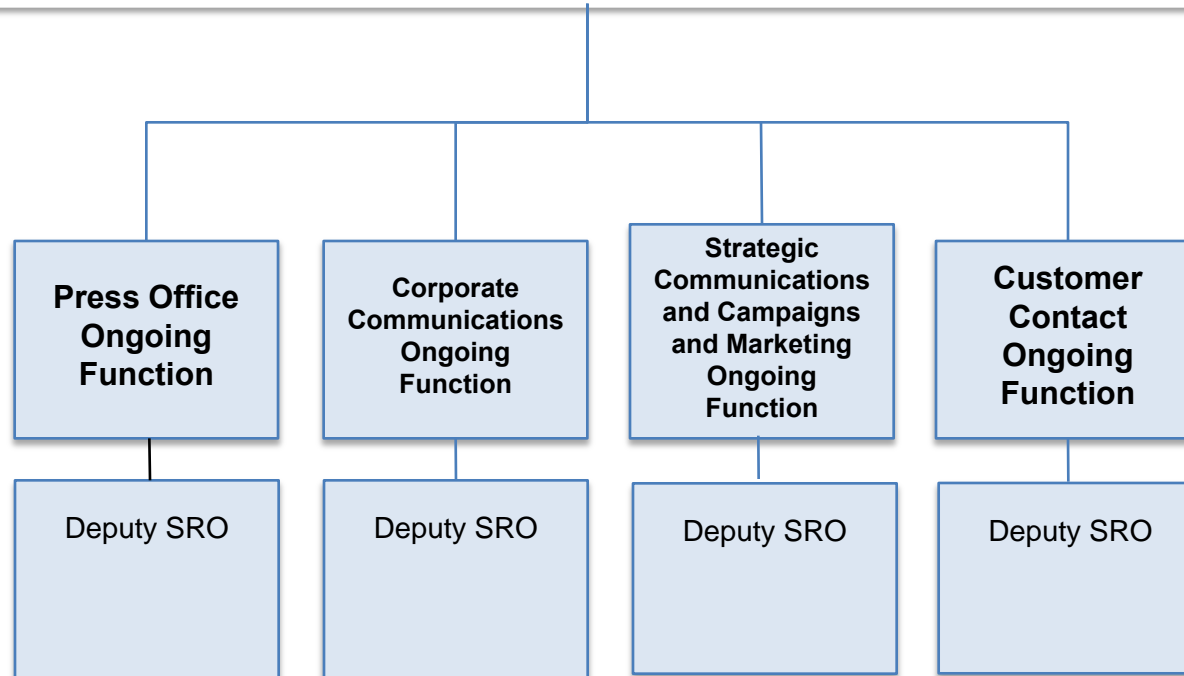 Press Office
Ongoing
Function
Corporate
Communications
Ongoing
Function
Strategic
Communications
and Campaigns
and Marketing
Ongoing
Function
Customer
Contact
Ongoing
Function
Deputy SRO
Deputy SRO
Deputy SRO
Deputy SRO